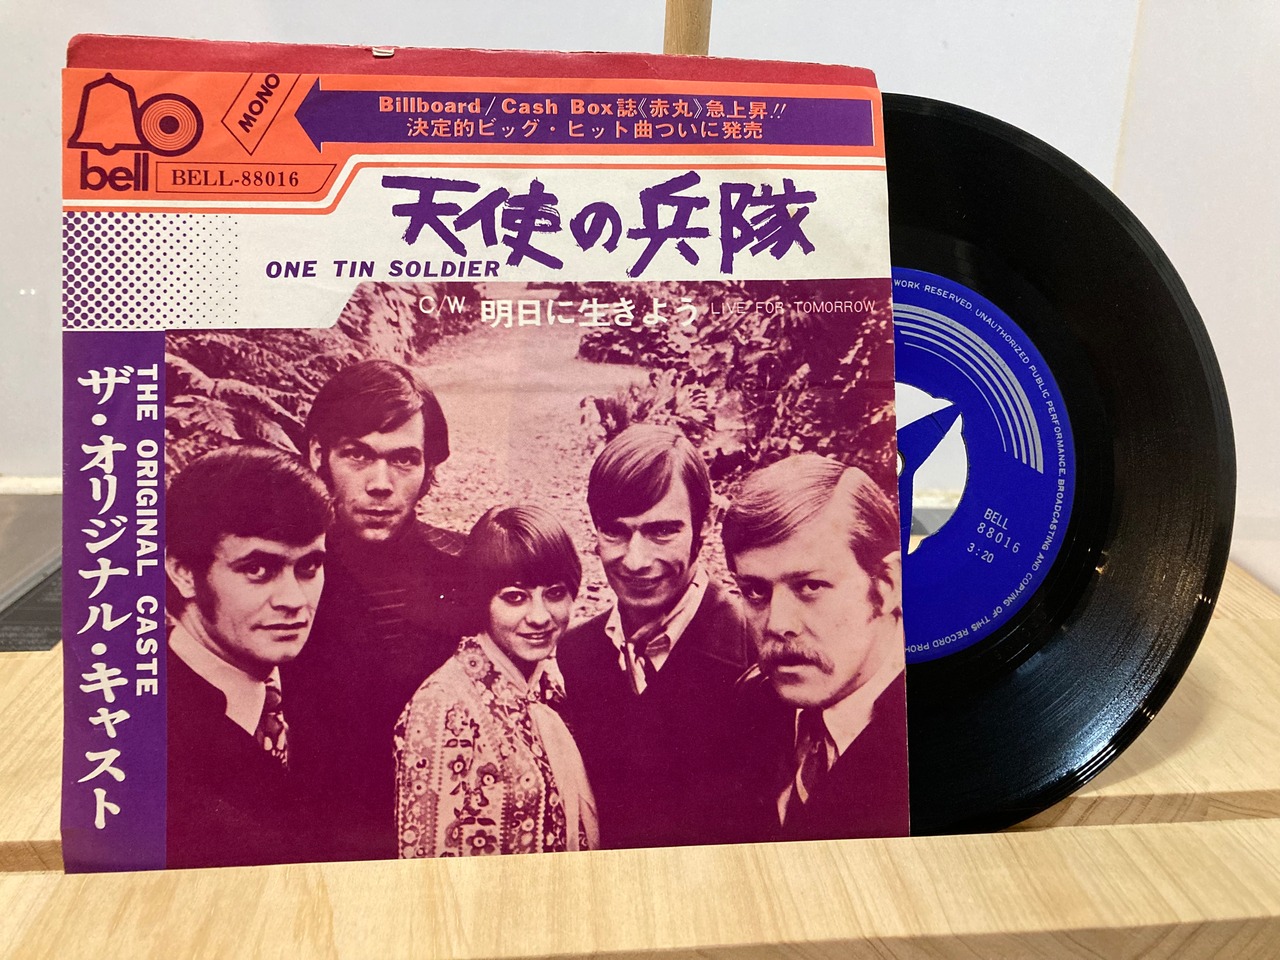 bell
BELL-88016
MONO
Billboard/Cash Box誌《赤丸》急上昇!!
決定的ビッグ・ヒット曲ついに発売
天使の兵隊
ONE TIN SOLDIER
C/W 明日に生きよう LIVE FOR TOMORROW
THE ORIGINAL CASTE
ザ・オリジナル・キャスト
WORK RESERVED. UNAUTHORIZED PUBLIC PERFORMANCE, BROADCASTING AND COPYING OF THIS RECORD PROH
BELL
88016
3:20